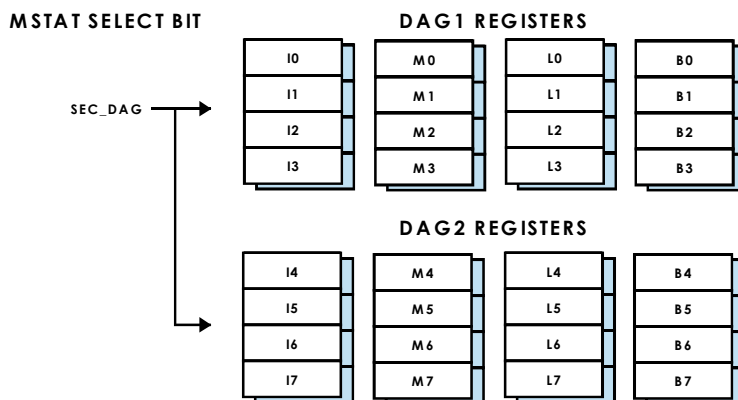 MSTAT SELECT BIT DAG1 REGISTERS
I0 M0 L0 B0
I1 M1 L1 B1
SEC_DAG
I2 M2 L2 B2
I3 M3 L3 B3
DAG2 REGISTERS
I4 M4 L4 B4
I5 M5 L5 B5
I6 M6 L6 B6
I7 M7 L7 B7